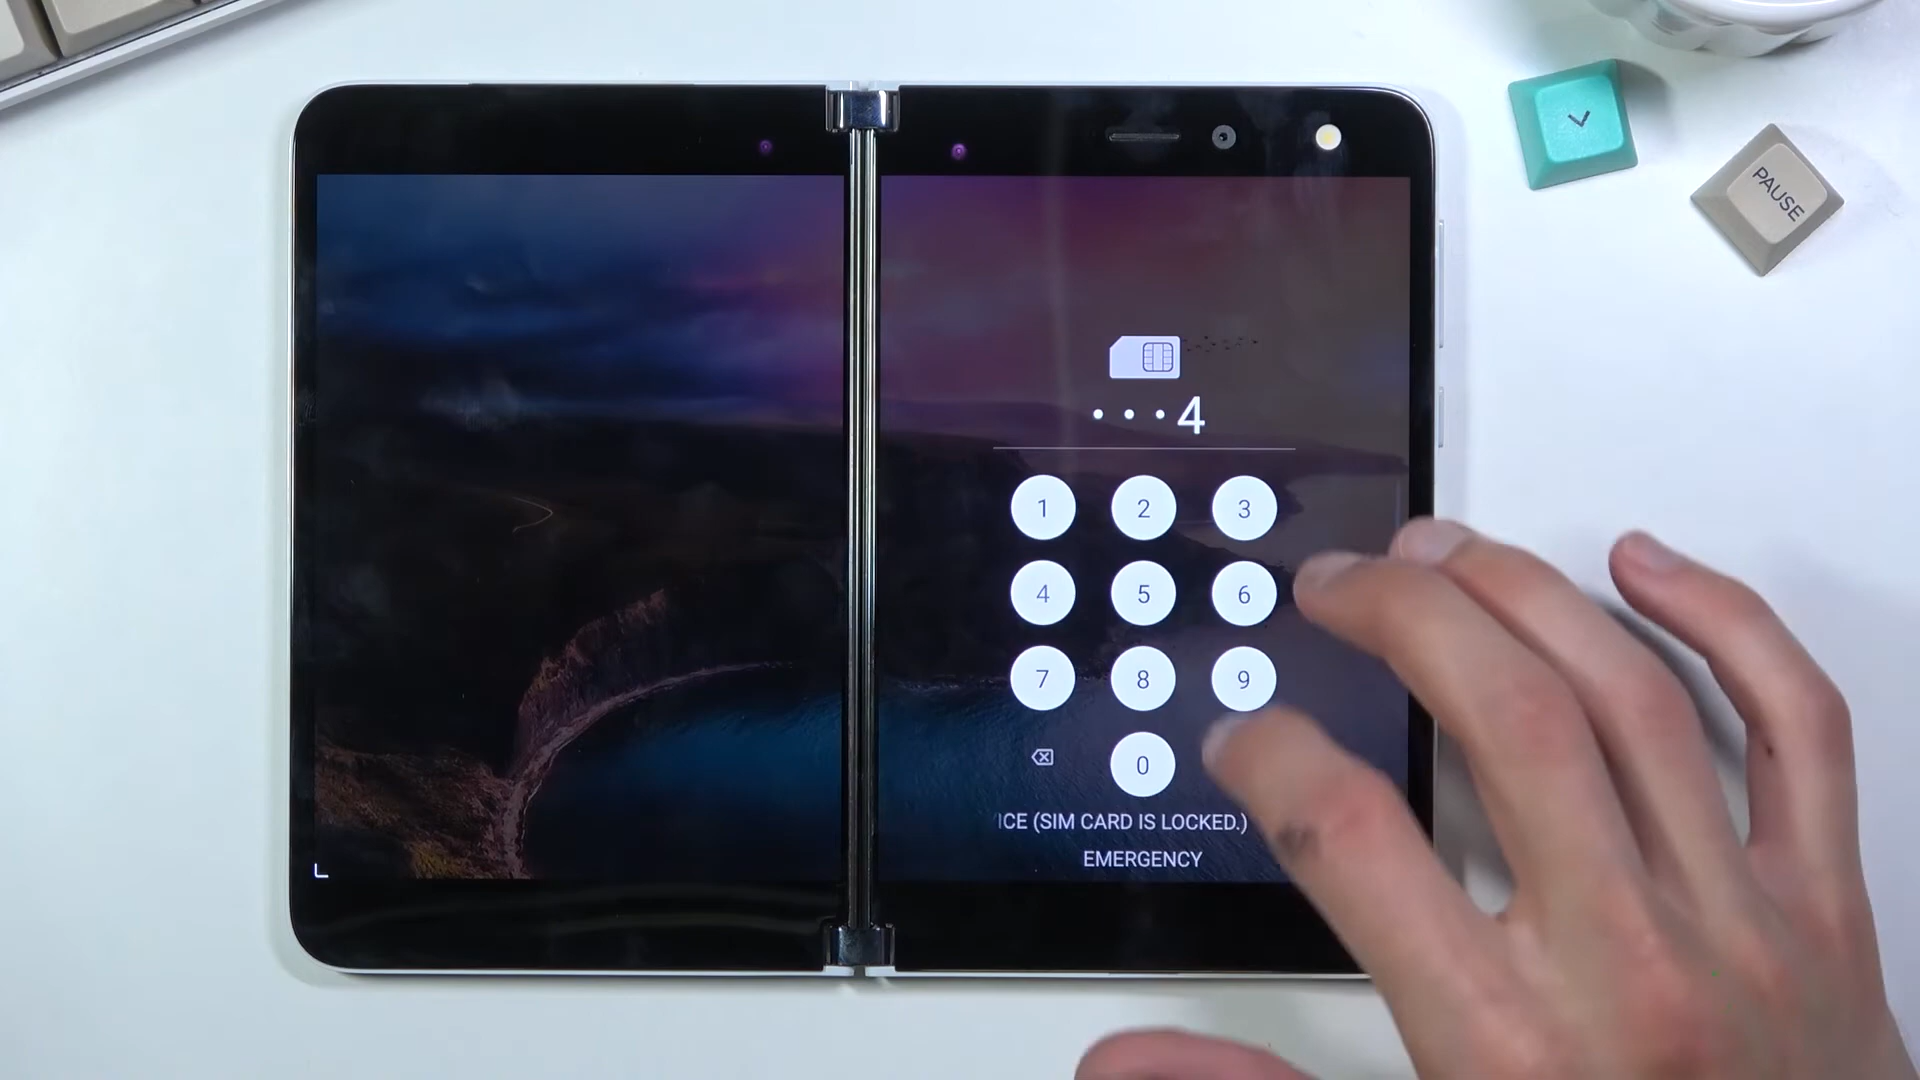 PAUSE
• • • 4
1 2 3
4 5 6
7 8 9
0
ICE (SIM CARD IS LOCKED.)
EMERGENCY